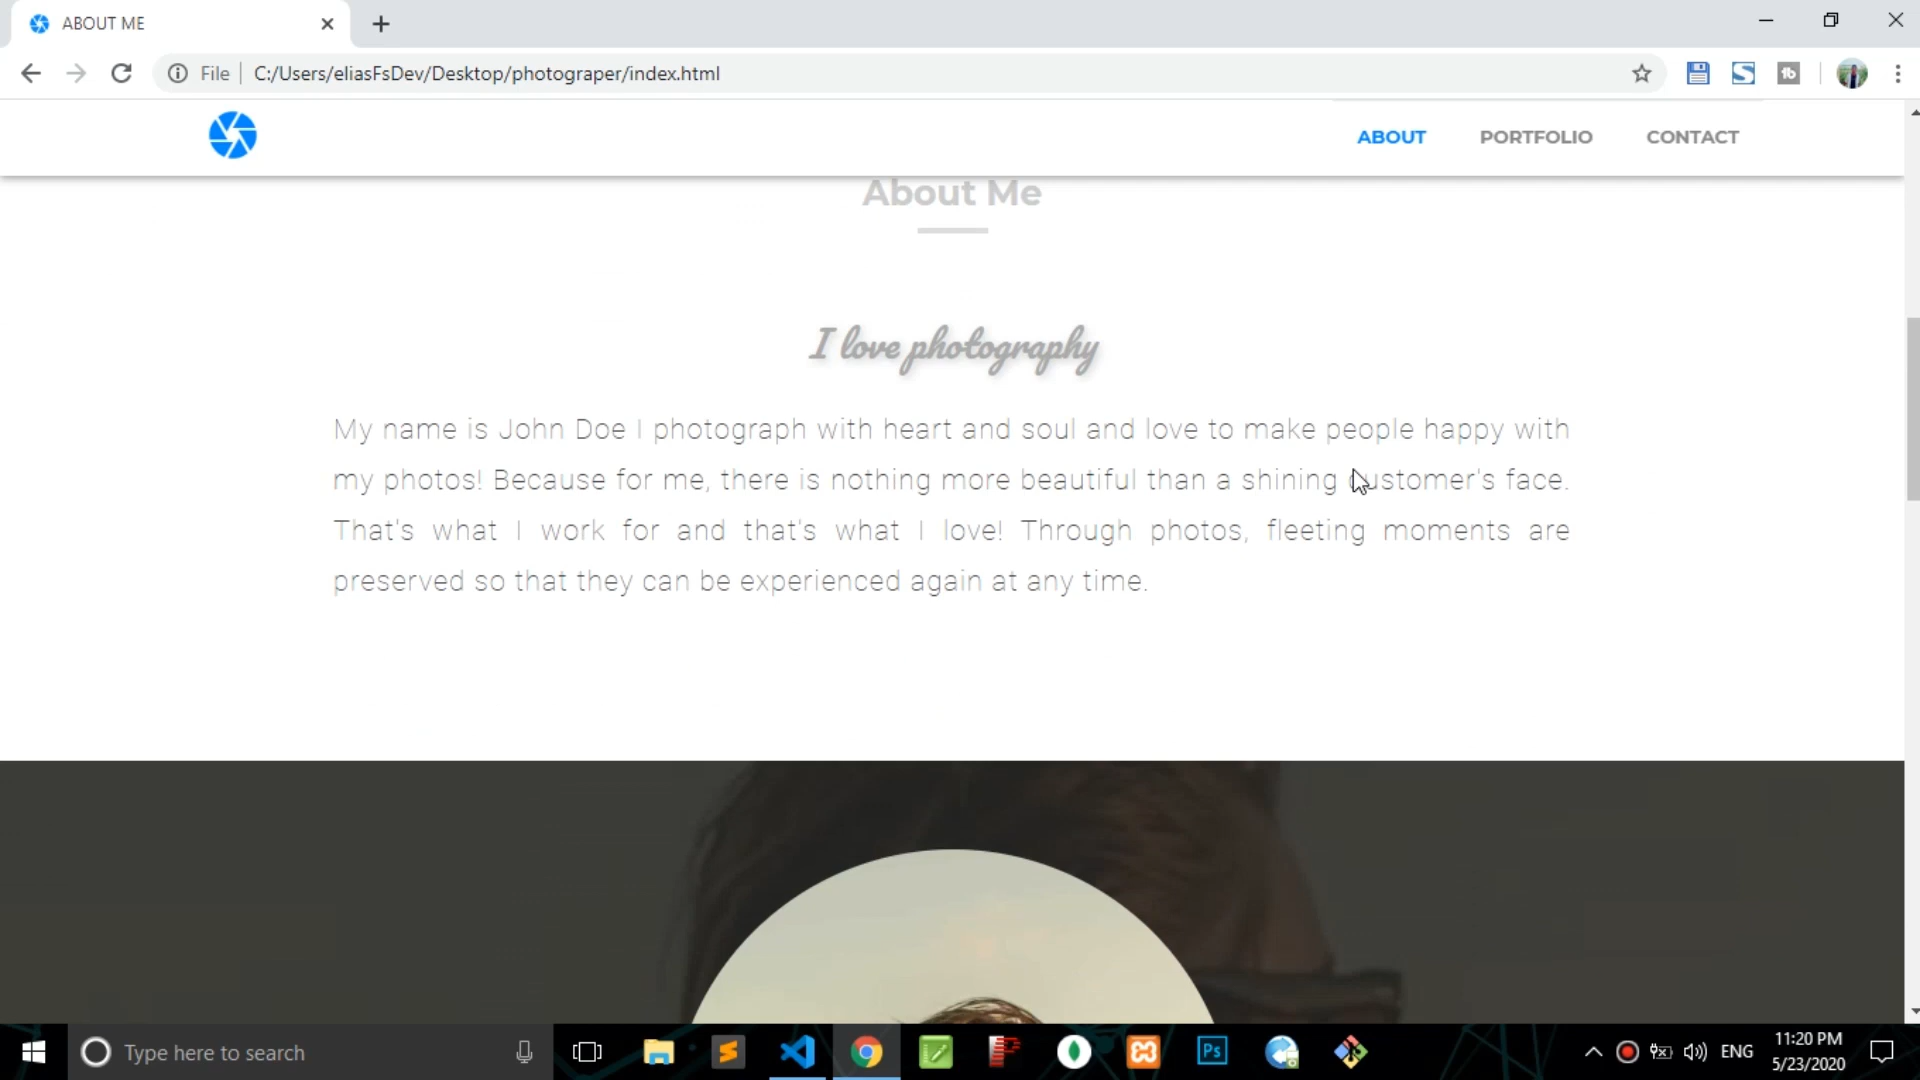 ABOUT ME
File
C:/Users/eliasFsDev/Desktop/photograper/index.html
ABOUT PORTFOLIO CONTACT
About Me
I love photography
My name is John Doe I photograph with heart and soul and love to make people happy with
my photos! Because for me, there is nothing more beautiful than a shining customer's face.
That's what I work for and that's what I love! Through photos, fleeting moments are
preserved so that they can be experienced again at any time.
Type here to search
Ps
ENG
11:20 PM
5/23/2020